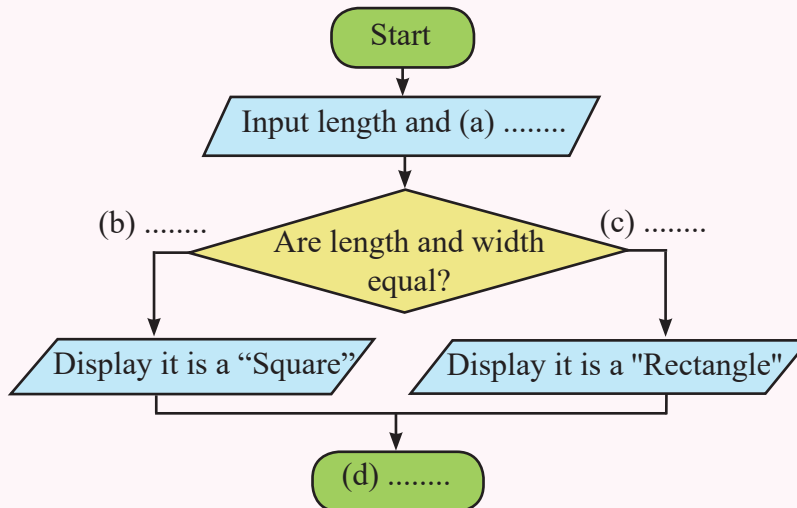 Start
Input length and (a) ........
(b) ........
(c) ........
Are length and width
equal?
Display it is a “Square”
Display it is a "Rectangle"
(d) ........